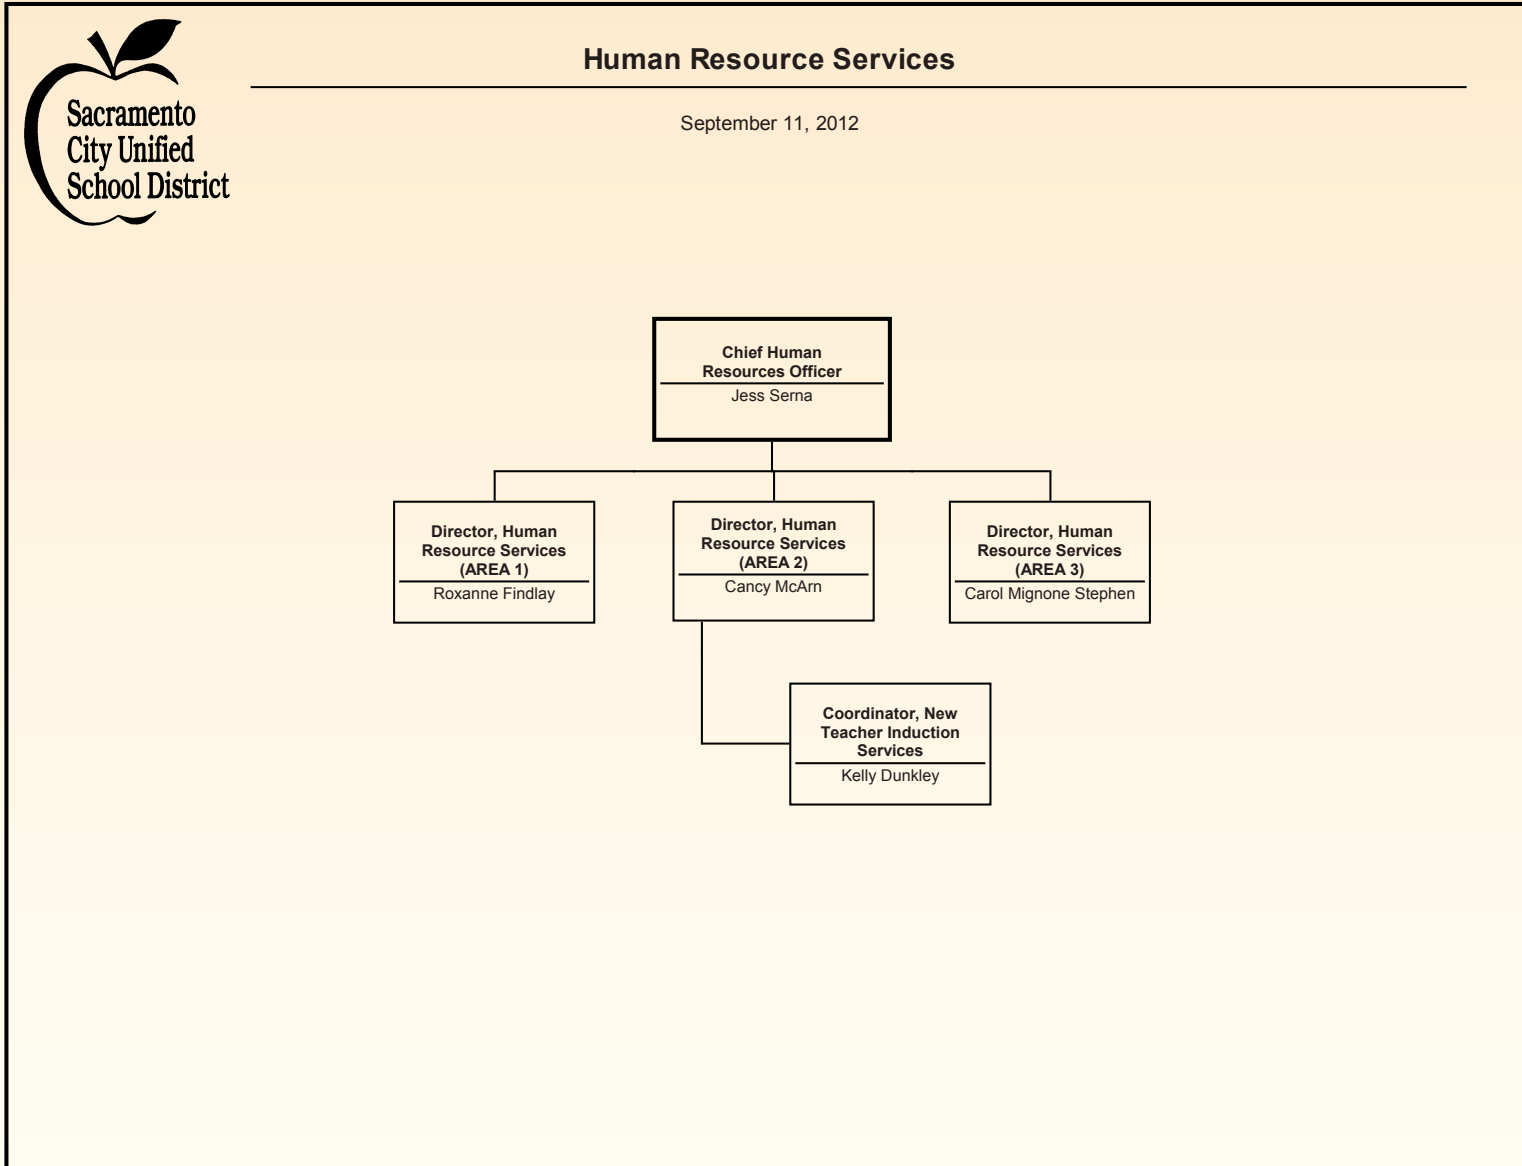 Sacramento
City Unified
School District
Human Resource Services
September 11, 2012
Chief Human
Resources Officer
Jess Serna
Director, Human
Resource Services
(AREA 1)
Roxanne Findlay
Director, Human
Resource Services
(AREA 2)
Cancy McArn
Director, Human
Resource Services
(AREA 3)
Carol Mignone Stephen
Coordinator, New
Teacher Induction
Services
Kelly Dunkley